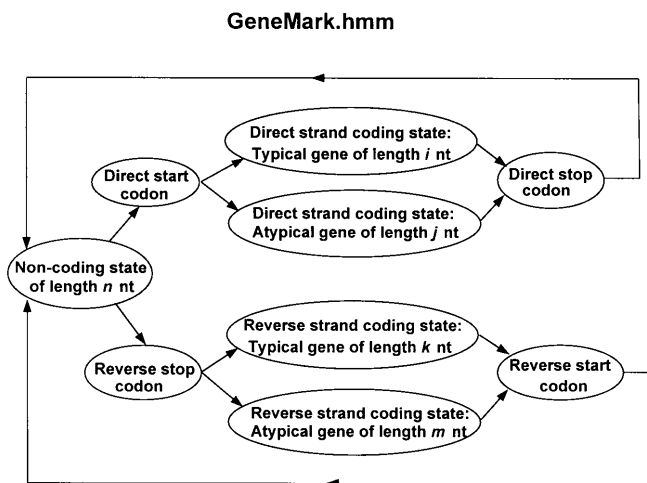 GeneMark.hmm
Direct strand coding state:
Typical gene of length i nt
Direct start
codon
Direct stop
codon
Direct strand coding state:
Atypical gene of length j nt
Non-coding state
of length n nt
Reverse strand coding state:
Typical gene of length k nt
Reverse stop
codon
Reverse start
codon
Reverse strand coding state:
Atypical gene of length m nt